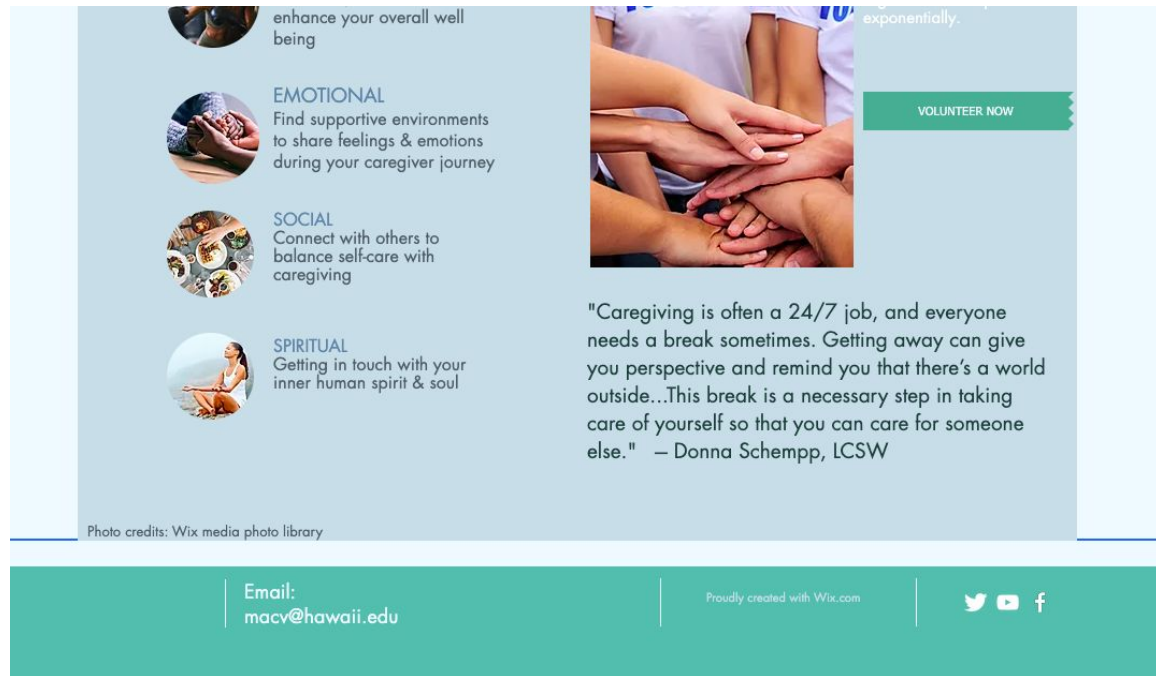 enhance your overall well
being
EMOTIONAL
Find supportive environments
to share feelings & emotions
during your caregiver journey
SOCIAL
Connect with others to
balance self-care with
caregiving
SPIRITUAL
Getting in touch with your
inner human spirit & soul
exponentially.
VOLUNTEER NOW
"Caregiving is often a 24/7 job, and everyone
needs a break sometimes. Getting away can give
you perspective and remind you that there's a world
outside...This break is a necessary step in taking
care of yourself so that you can care for someone
else."   — Donna Schempp, LCSW
Photo credits: Wix media photo library
Email:
macv@hawaii.edu
Proudly created with Wix.com